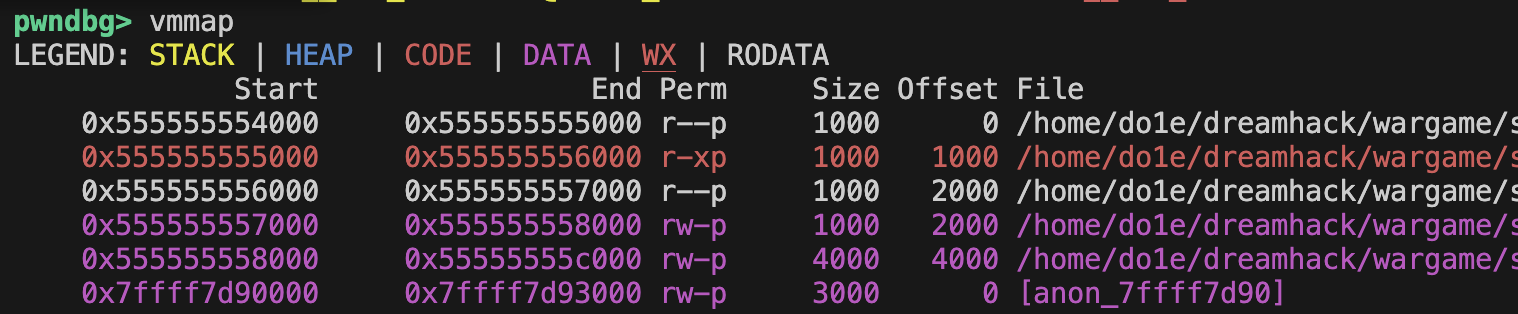 pwndbg> vmmap
LEGEND: STACK | HEAP | CODE | DATA | WX | RODATA
Start End Perm Size Offset File
0x555555554000 0x555555555000 r--p 1000 0 /home/do1e/dreamhack/wargame/s
0x555555555000 0x555555556000 r-xp 1000 1000 /home/do1e/dreamhack/wargame/s
0x555555556000 0x555555557000 r--p 1000 2000 /home/do1e/dreamhack/wargame/s
0x555555557000 0x555555558000 rw-p 1000 2000 /home/do1e/dreamhack/wargame/s
0x555555558000 0x55555555c000 rw-p 4000 4000 /home/do1e/dreamhack/wargame/s
0x7ffff7d90000 0x7ffff7d93000 rw-p 3000 0 [anon_7ffff7d90]